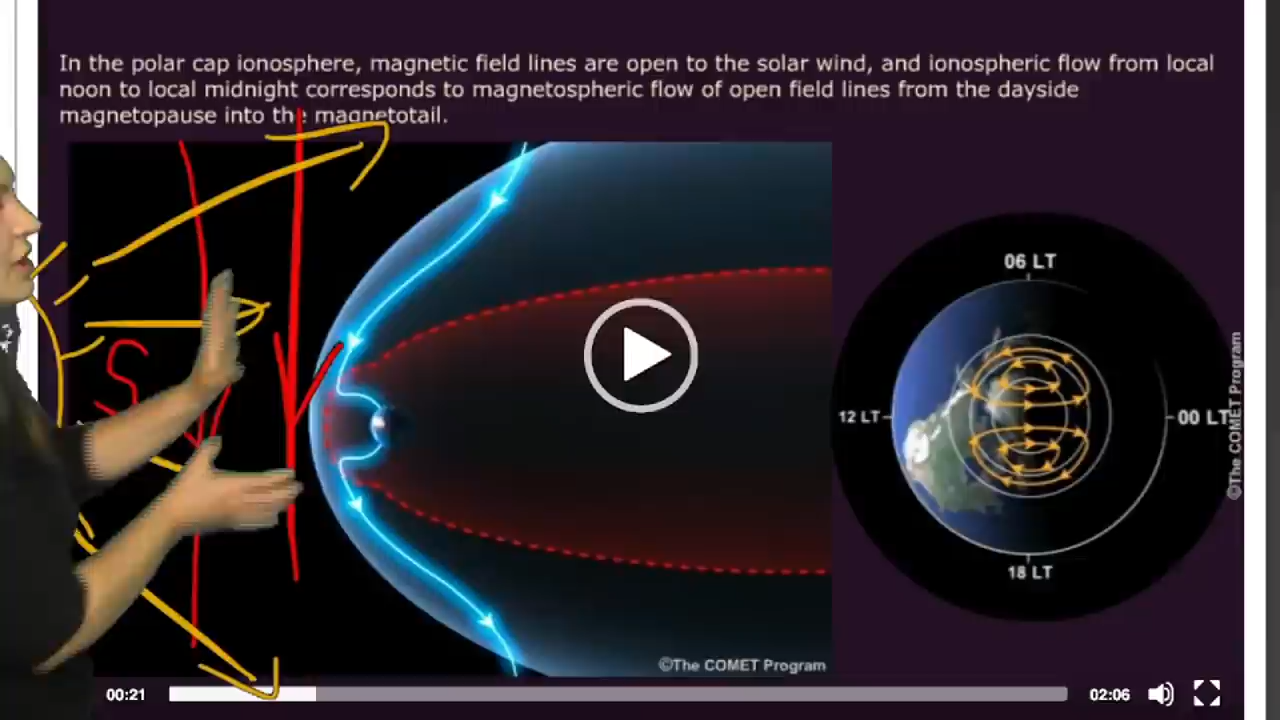 In the polar cap ionosphere, magnetic field lines are open to the solar wind, and ionospheric flow from local
noon to local midnight corresponds to magnetospheric flow of open field lines from the dayside
magnetopause into the magnetotail.
06 LT
12 LT
00 LT
18 LT
©The COMET Program
©The COMET Program
00:21
02:06